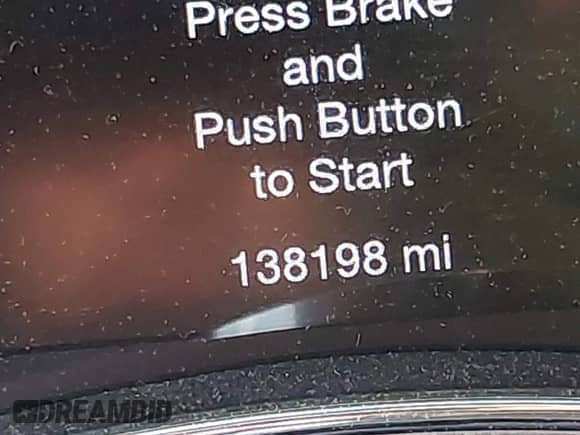 Press Brake
and
Push Button
to Start
138198 mi
DREAMBID